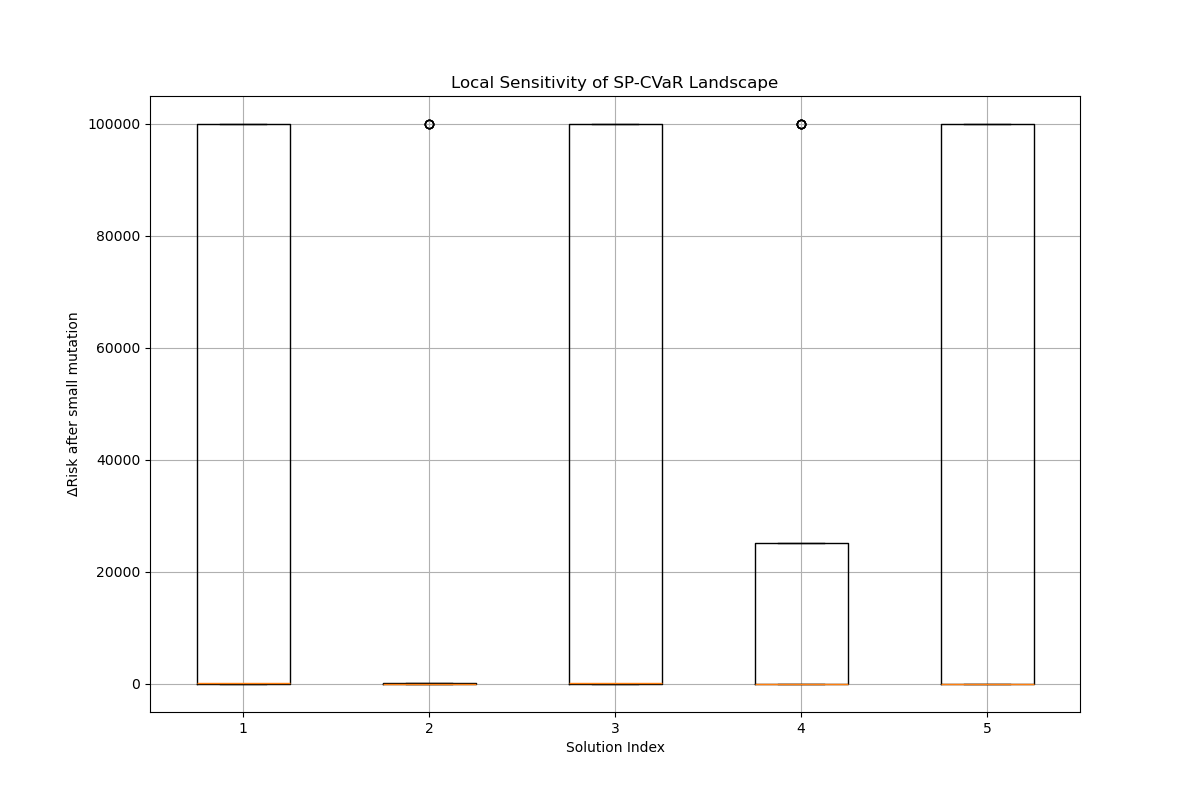 Local Sensitivity of SP-CVaR Landscape
100000
80000
60000
40000
20000
0
ΔRisk after small mutation
1 2 3 4 5
Solution Index